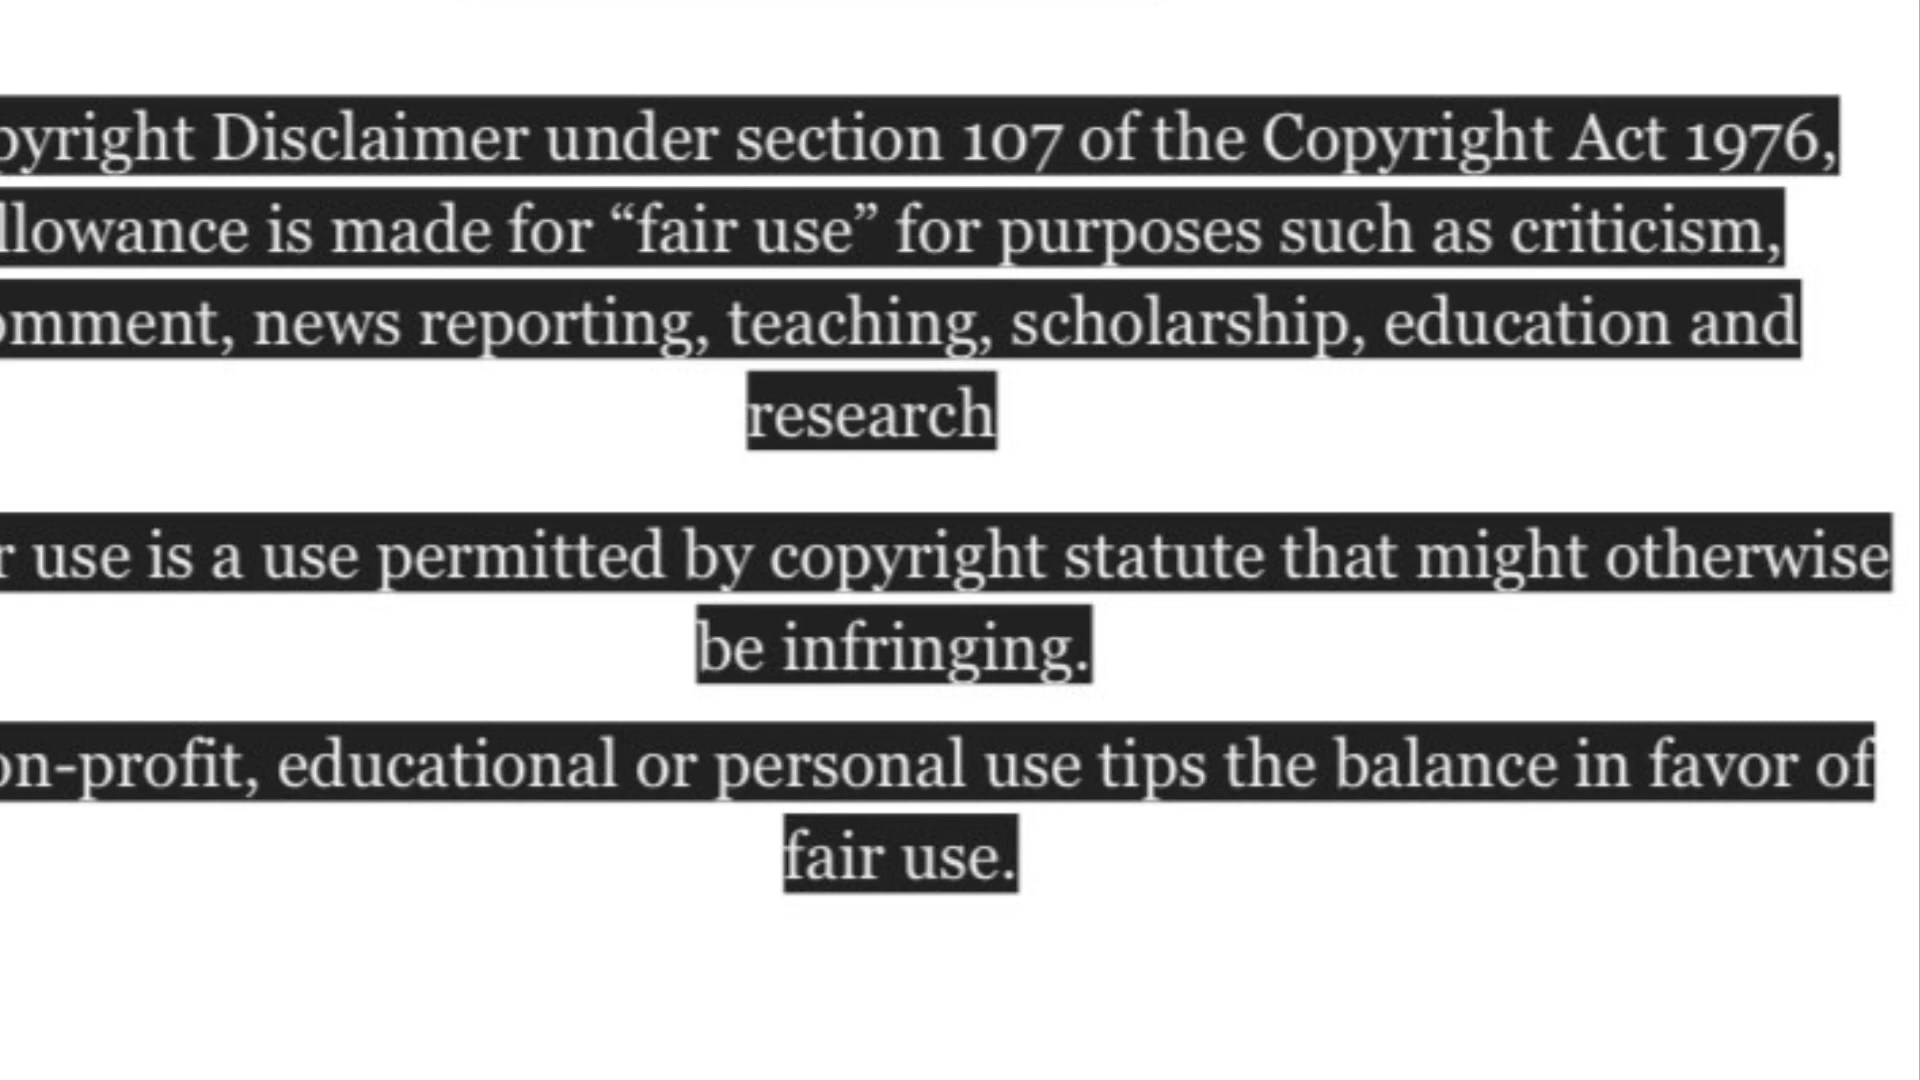 pyright Disclaimer under section 107 of the Copyright Act 1976,
llowance is made for “fair use” for purposes such as criticism,
omment, news reporting, teaching, scholarship, education and
research
r use is a use permitted by copyright statute that might otherwise
be infringing.
on-profit, educational or personal use tips the balance in favor of
fair use.